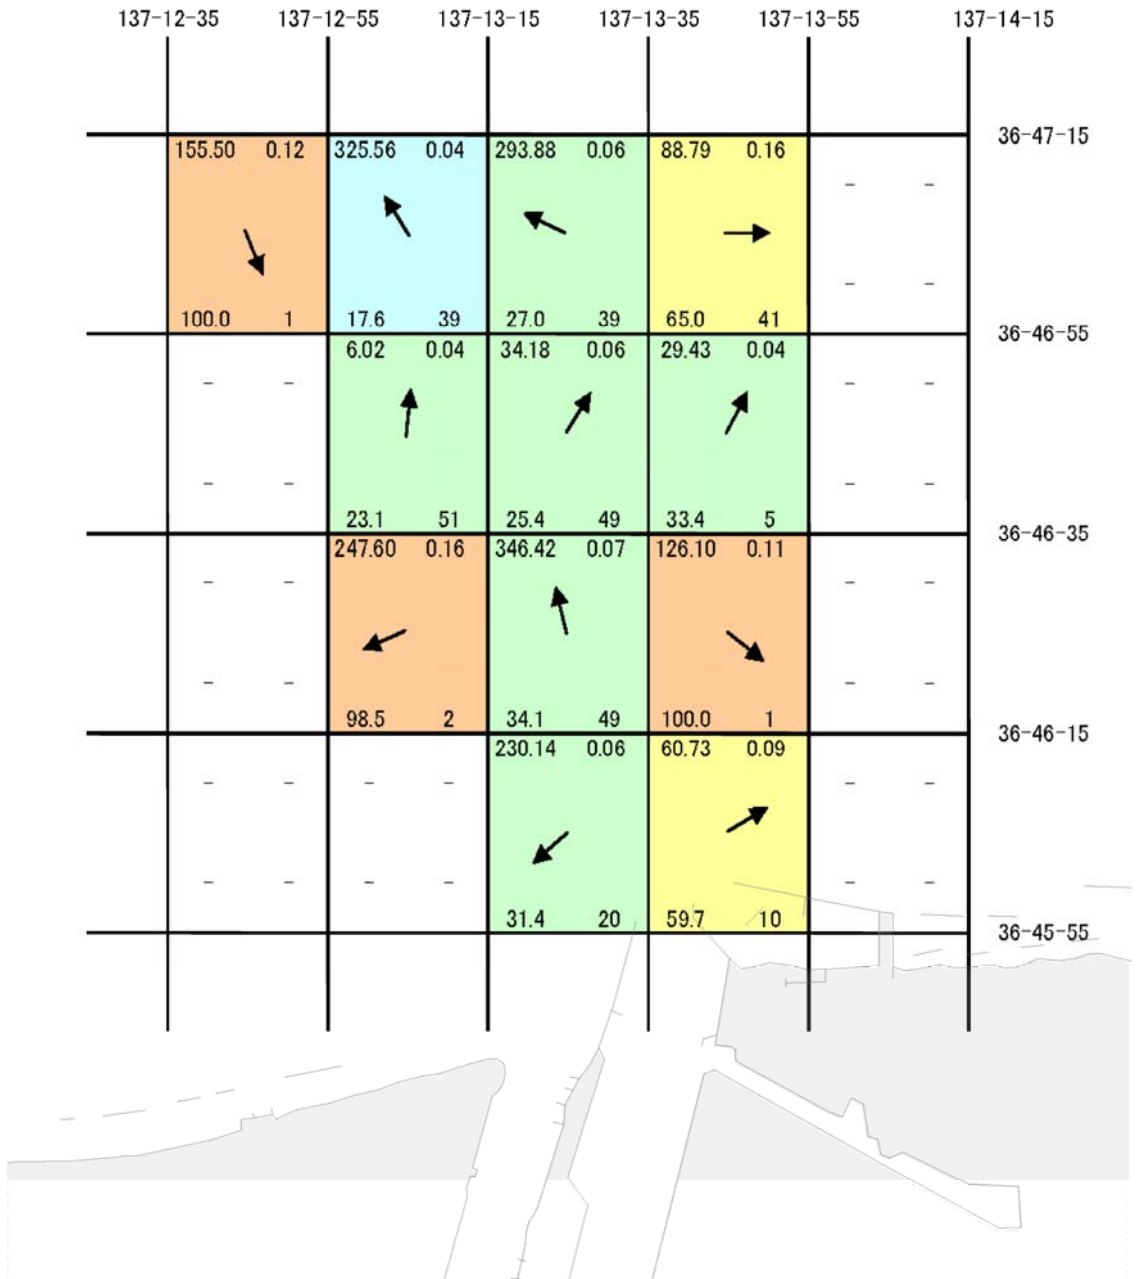 137-12-35 137-12-55 137-13-15 137-13-35 137-13-55 137-14-15
36-47-15
155.50 0.12 325.56 0.04 293.88 0.06 88.79 0.16
- -
- -
100.0 1 17.6 39 27.0 39 65.0 41
36-46-55
6.02 0.04 34.18 0.06 29.43 0.04
- - - -
- - - -
23.1 51 25.4 49 33.4 5
36-46-35
247.60 0.16 346.42 0.07 126.10 0.11
- - - -
- - - -
98.5 2 34.1 49 100.0 1
36-46-15
230.14 0.06 60.73 0.09
- - - - - -
- - - - - -
31.4 20 59.7 10
36-45-55